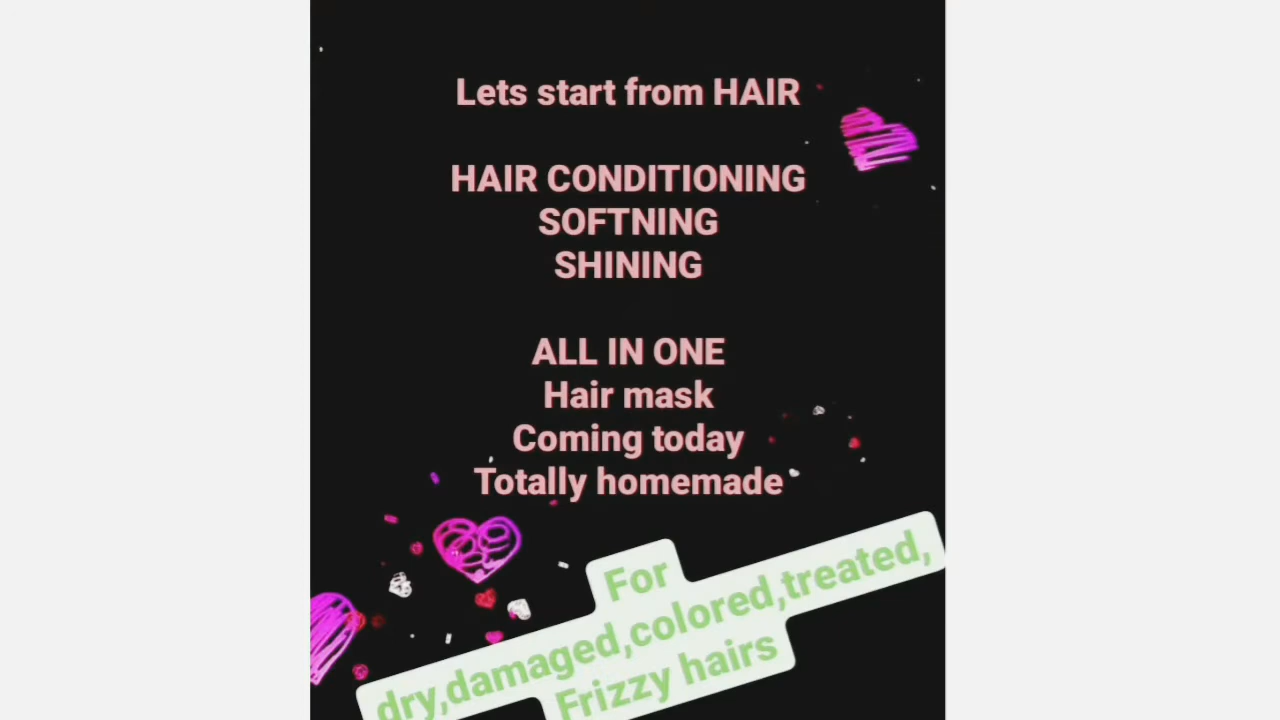 Lets start from HAIR
HAIR CONDITIONING
SOFTNING
SHINING
ALL IN ONE
Hair mask
Coming today
Totally homemade
For
dry,damaged,colored,treated,
Frizzy hairs